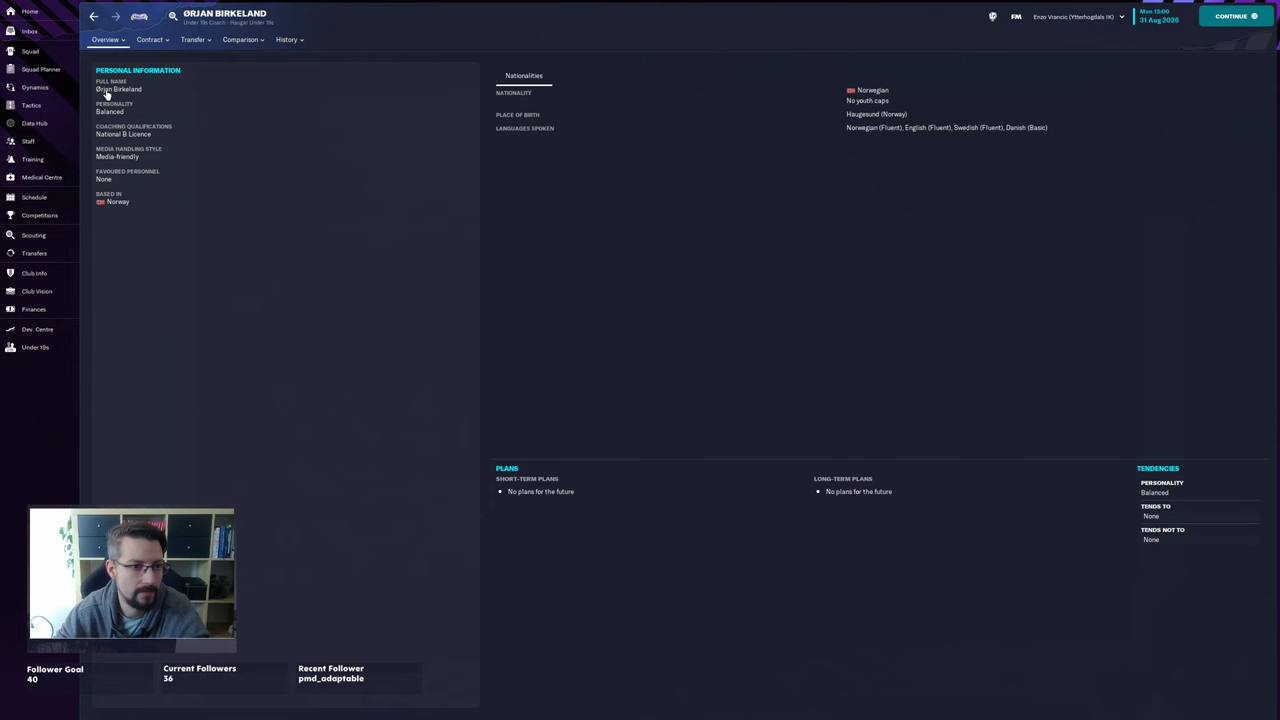 Home
Inbox
Squad
Squad Planner
Dynamics
Tactics
Data Hub
Staff
Training
Medical Centre
Schedule
Competitions
Scouting
Transfers
Club Info
Club Vision
Finances
Dev. Centre
Under 19s
ØRJAN BIRKELAND
Under 19s Coach - Haugar Under 19s
FM
Enzo Vrancic (Ytterhogdals IK)
Mon 13:00
31 Aug 2026
CONTINUE
Overview
Contract
Transfer
Comparison
History
PERSONAL INFORMATION
FULL NAME
Ørjan Birkeland
PERSONALITY
Balanced
COACHING QUALIFICATIONS
National B Licence
MEDIA HANDLING STYLE
Media-friendly
FAVOURED PERSONNEL
None
BASED IN
Norway
Nationalities
NATIONALITY
Norwegian
No youth caps
PLACE OF BIRTH
Haugesund (Norway)
LANGUAGES SPOKEN
Norwegian (Fluent), English (Fluent), Swedish (Fluent), Danish (Basic)
PLANS
SHORT-TERM PLANS
No plans for the future
LONG-TERM PLANS
No plans for the future
TENDENCIES
PERSONALITY
Balanced
TENDS TO
None
TENDS NOT TO
None
Follower Goal
40
Current Followers
36
Recent Follower
pmd_adaptable